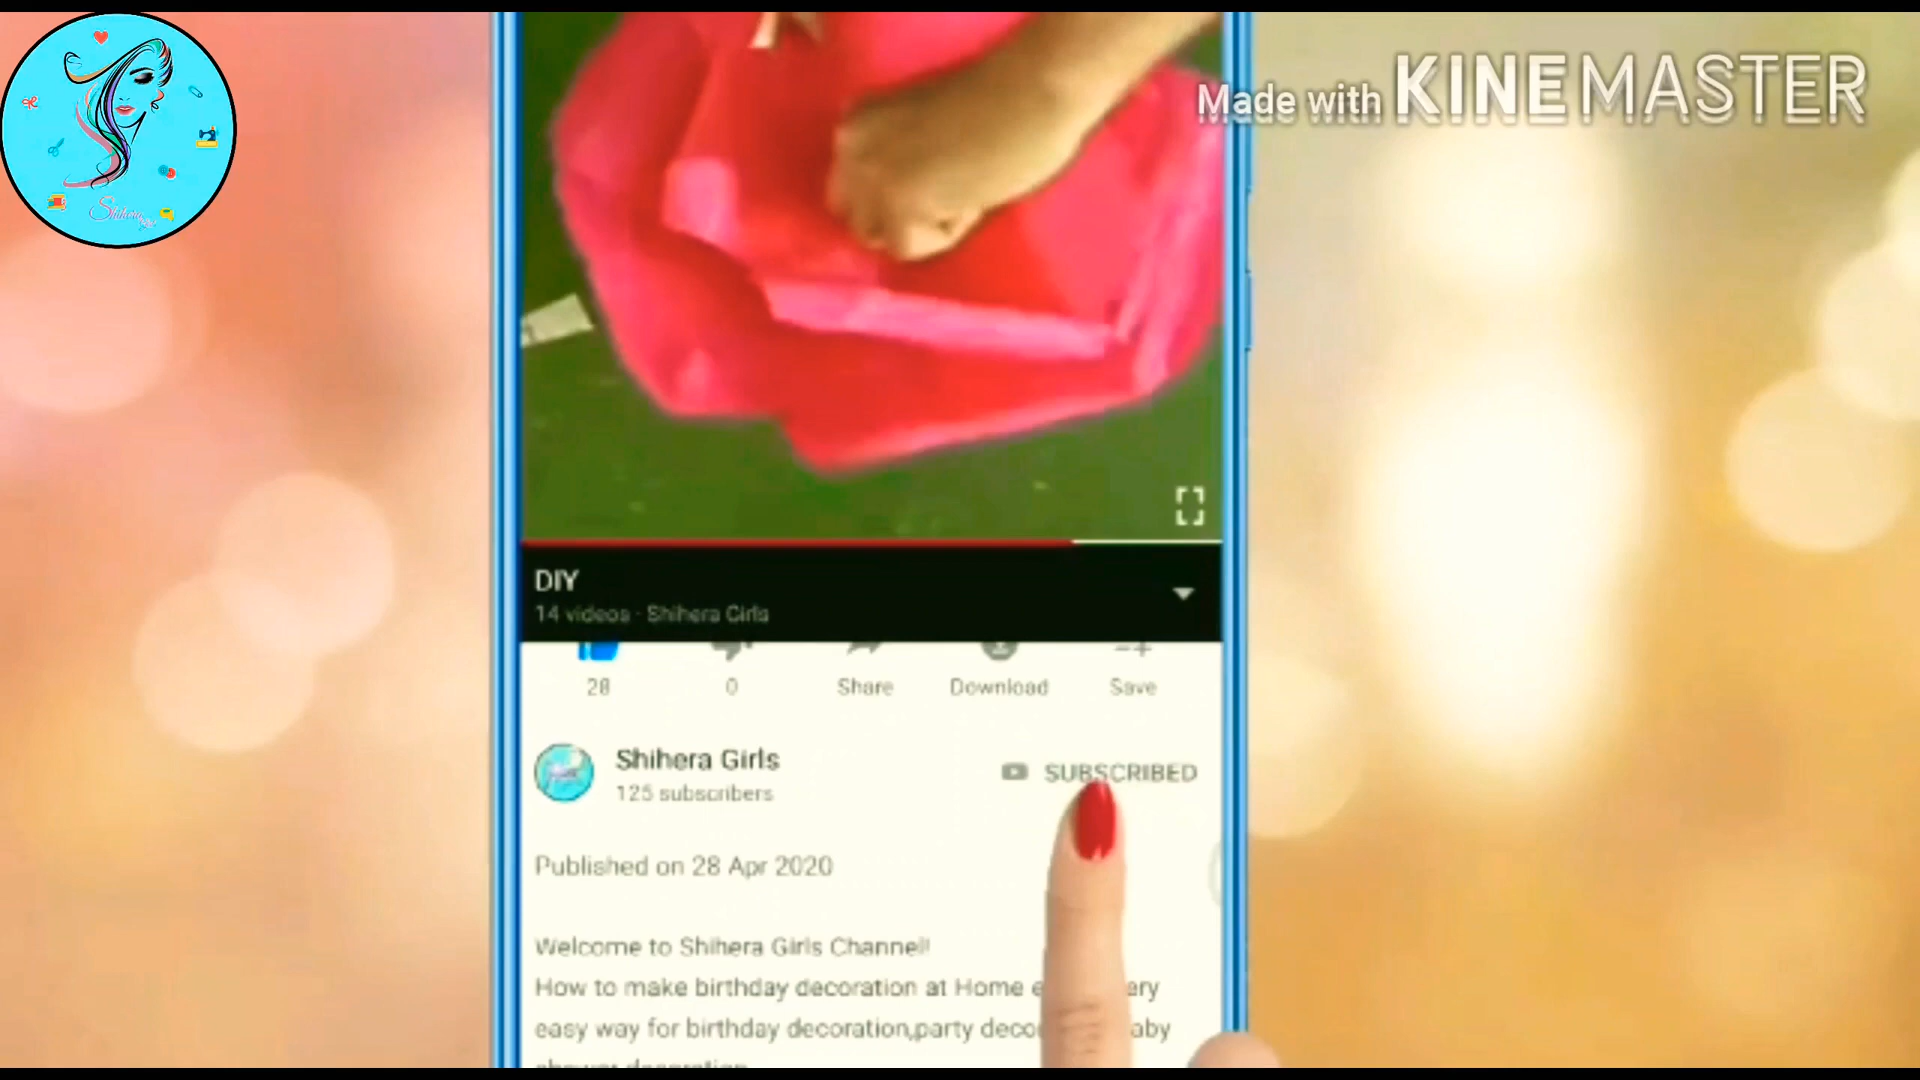 Made with KINEMASTER
Shihera
DIY
14 videos · Shihera Girls
28
0
Share
Download
Save
Shihera Girls
125 subscribers
SUBSCRIBED
Published on 28 Apr 2020
Welcome to Shihera Girls Channel!
How to make birthday decoration at Home
easy way for birthday decoration,party